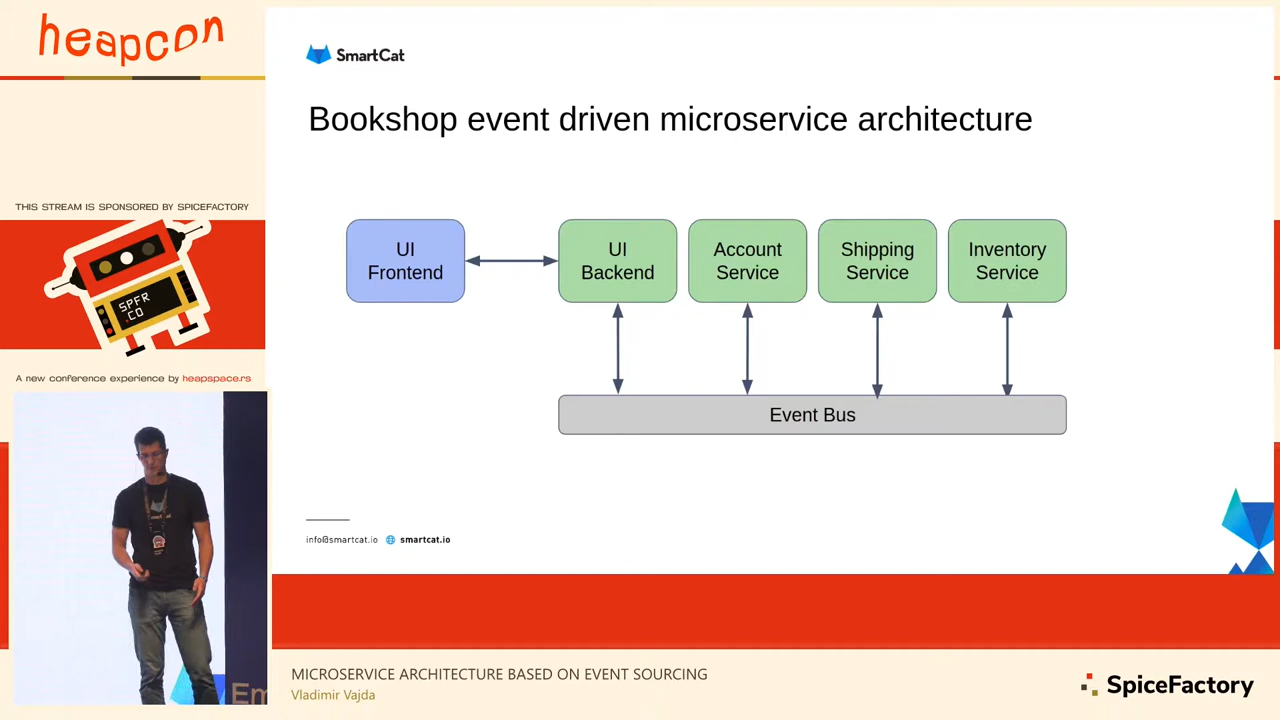 heapcon
THIS STREAM IS SPONSORED BY SPICEFACTORY
SPFR
.CO
A new conference experience by heapspace.rs
SmartCat
Bookshop event driven microservice architecture
UI
Frontend
UI
Backend
Account
Service
Shipping
Service
Inventory
Service
Event Bus
info@smartcat.io smartcat.io
Em
MICROSERVICE ARCHITECTURE BASED ON EVENT SOURCING
Vladimir Vajda
SpiceFactory